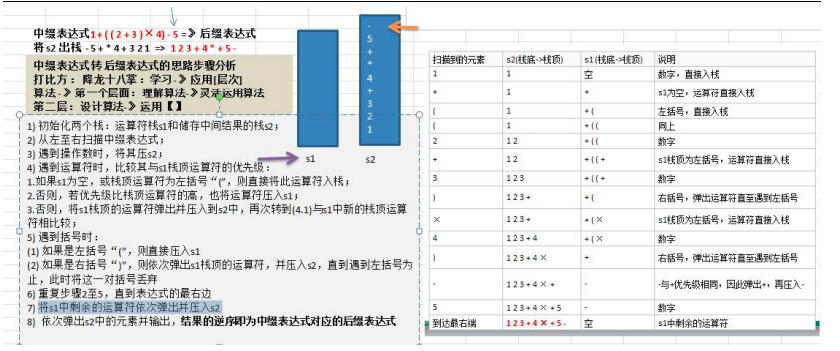 中缀表达式1+((2+3)×4)-5=》后缀表达式
将s2 出栈 -5+*4+321 => 1234*+5-
中缀表达式转后缀表达式的思路步骤分析
打比方：降龙十八掌：学习-》应用[层次]
算法-》第一个层面：理解算法-》灵活运用算法
第二层：设计算法-》运用【】
1) 初始化两个栈：运算符栈s1和储存中间结果的栈s2；
2) 从左至右扫描中缀表达式；
3) 遇到操作数时，将其压s2；
4) 遇到运算符时，比较其与s1栈顶运算符的优先级：
1.如果s1为空，或栈顶运算符为左括号“(”，则直接将此运算符入栈；
2.否则，若优先级比栈顶运算符的高，也将运算符压入s1；
3.否则，将s1栈顶的运算符弹出并压入到s2中，再次转到(4.1)与s1中新的栈顶运算
符相比较；
5) 遇到括号时：
(1) 如果是左括号“(”，则直接压入s1
(2) 如果是右括号“)”，则依次弹出s1栈顶的运算符，并压入s2，直到遇到左括号为
止，此时将这一对括号丢弃
6) 重复步骤2至5，直到表达式的最右边
7) 将s1中剩余的运算符依次弹出并压入s2
8) 依次弹出s2中的元素并输出，结果的逆序即为中缀表达式对应的后缀表达式
s1
-
5
+
*
4
+
3
2
1
s2
扫描到的元素 s2(栈底->栈顶) s1 (栈底->栈顶) 说明
1 1 空 数字，直接入栈
+ 1 + s1为空，运算符直接入栈
( 1 + ( 左括号，直接入栈
( 1 + ( ( 同上
2 1 2 + ( ( 数字
+ 1 2 + ( ( + s1栈顶为左括号，运算符直接入栈
3 1 2 3 + ( ( + 数字
) 1 2 3 + + ( 右括号，弹出运算符直至遇到左括号
× 1 2 3 + + ( × s1栈顶为左括号，运算符直接入栈
4 1 2 3 + 4 + ( × 数字
) 1 2 3 + 4 × + 右括号，弹出运算符直至遇到左括号
- 1 2 3 + 4 × + - -与+优先级相同，因此弹出+，再压入-
5 1 2 3 + 4 × + 5 - 数字
到达最右端 1 2 3 + 4 × + 5 - 空 s1中剩余的运算符